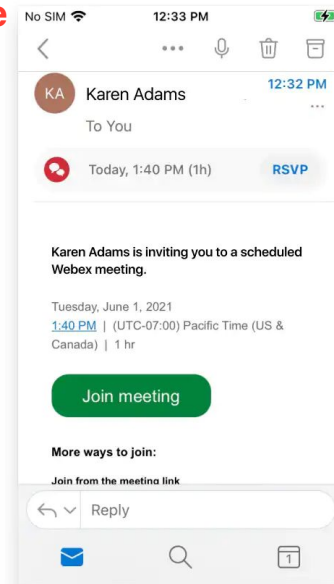 e
No SIM 12:33 PM
KA Karen Adams 12:32 PM
To You
Today, 1:40 PM (1h) RSVP
Karen Adams is inviting you to a scheduled
Webex meeting.
Tuesday, June 1, 2021
1:40 PM | (UTC-07:00) Pacific Time (US &
Canada) | 1 hr
Join meeting
More ways to join:
Join from the meeting link
Reply
1